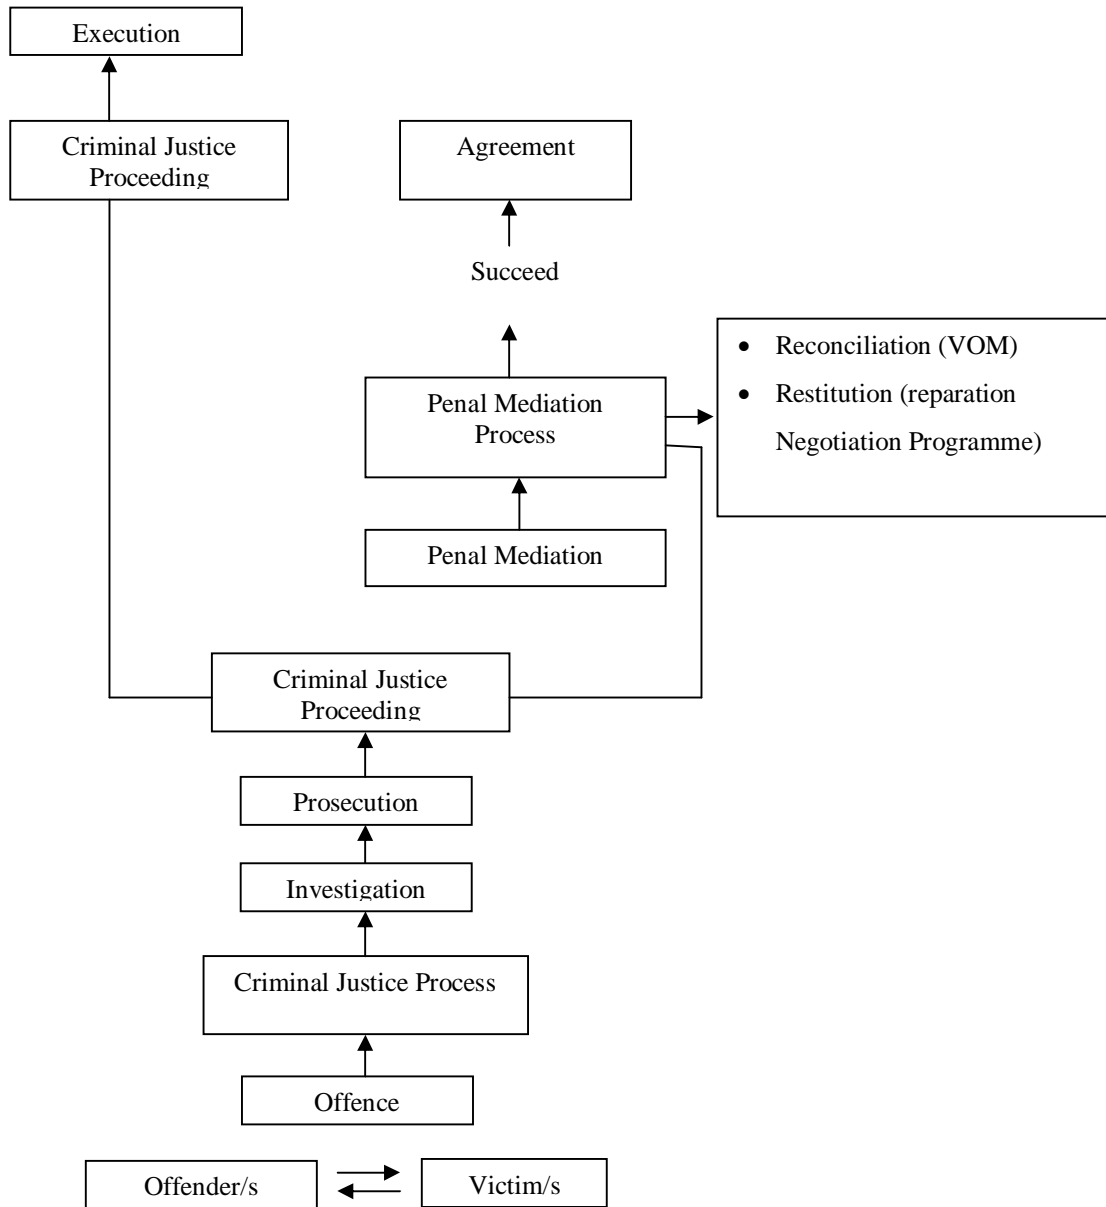 Execution
Criminal Justice
Proceeding
Agreement
Succeed
• Reconciliation (VOM)
• Restitution (reparation
Negotiation Programme)
Penal Mediation
Process
Penal Mediation
Criminal Justice
Proceeding
Prosecution
Investigation
Criminal Justice Process
Offence
Offender/s
Victim/s